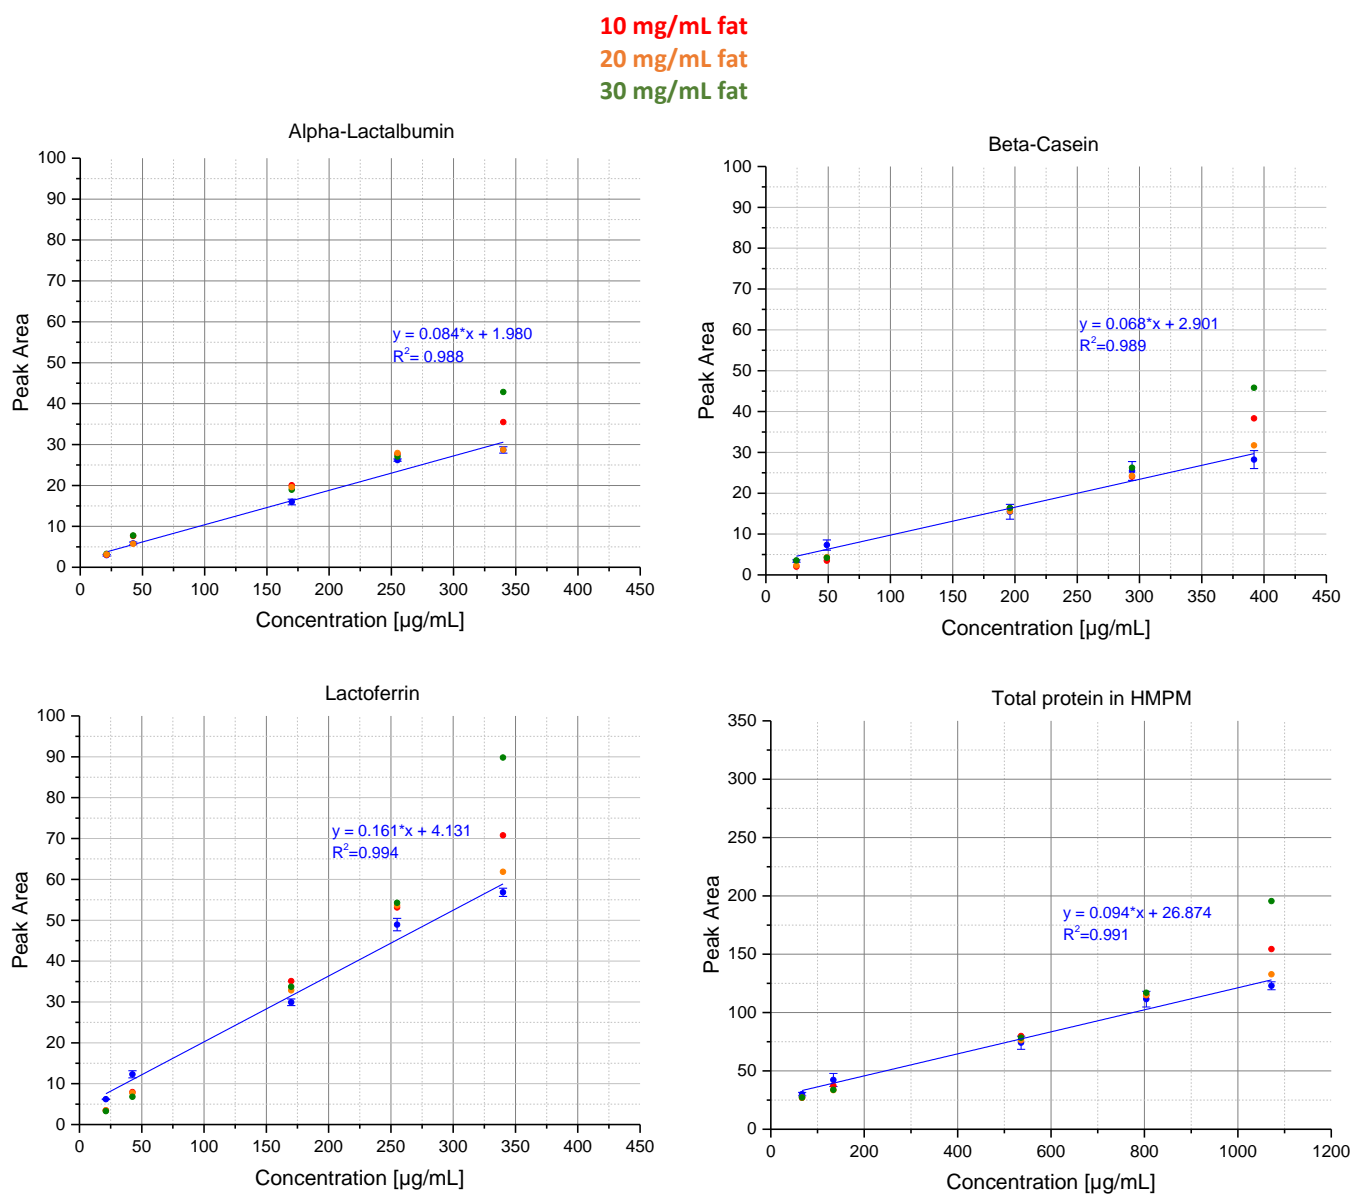 10 mg/mL fat
20 mg/mL fat
30 mg/mL fat
Alpha-Lactalbumin
100
90
80
70
60
50
40
30
20
10
0
Peak Area
y = 0.084*x + 1.980
R²= 0.988
0 50 100 150 200 250 300 350 400 450
Concentration [µg/mL]
Beta-Casein
100
90
80
70
60
50
40
30
20
10
0
Peak Area
y = 0.068*x + 2.901
R²=0.989
0 50 100 150 200 250 300 350 400 450
Concentration [µg/mL]
Lactoferrin
100
90
80
70
60
50
40
30
20
10
0
Peak Area
y = 0.161*x + 4.131
R²=0.994
0 50 100 150 200 250 300 350 400 450
Concentration [µg/mL]
Total protein in HMPM
350
300
250
200
150
100
50
0
Peak Area
y = 0.094*x + 26.874
R²=0.991
0 200 400 600 800 1000 1200
Concentration [µg/mL]